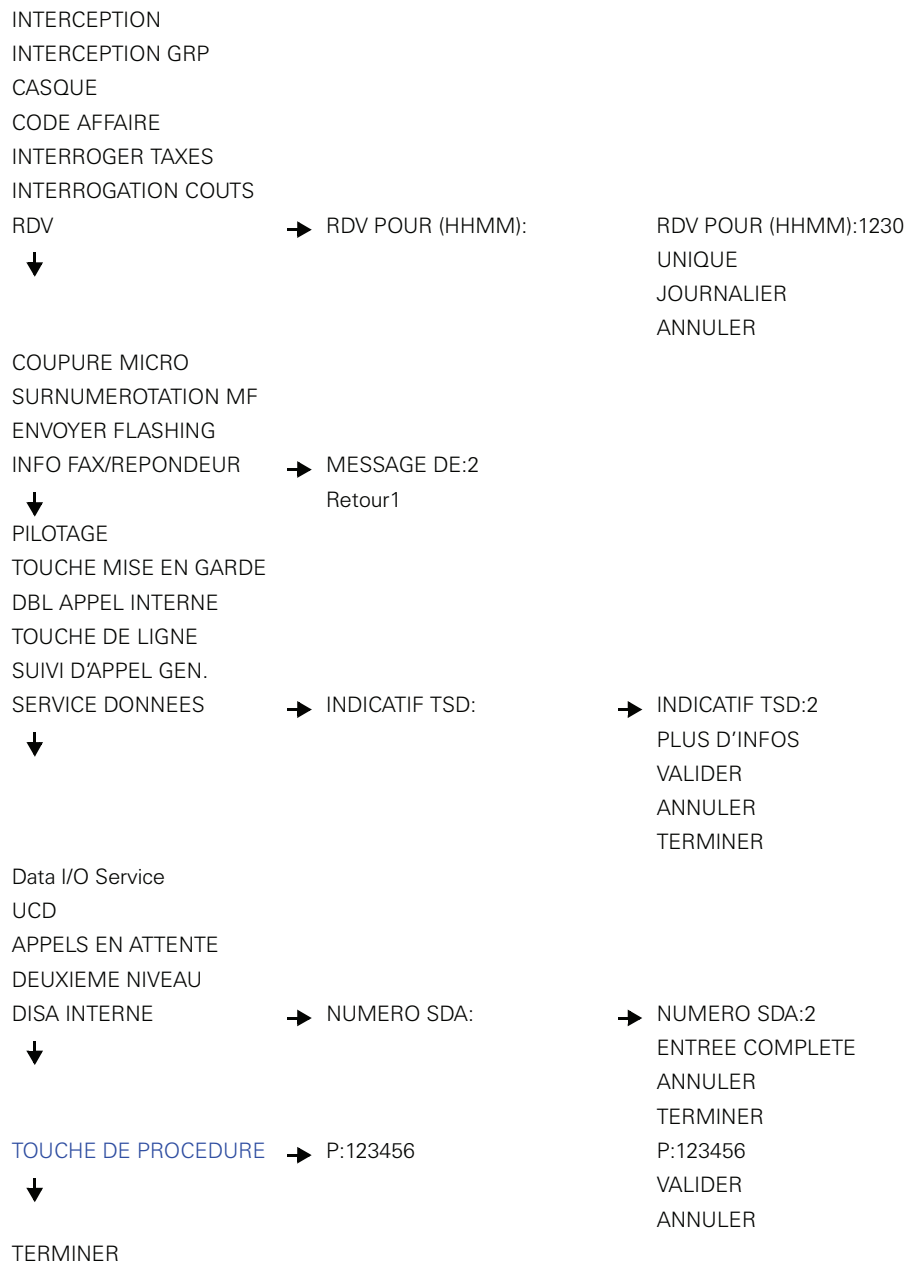 INTERCEPTION
INTERCEPTION GRP
CASQUE
CODE AFFAIRE
INTERROGER TAXES
INTERROGATION COUTS
RDV RDV POUR (HHMM): RDV POUR (HHMM):1230
UNIQUE
JOURNALIER
ANNULER
COUPURE MICRO
SURNUMEROTATION MF
ENVOYER FLASHING
INFO FAX/REPONDEUR MESSAGE DE:2
Retour1
PILOTAGE
TOUCHE MISE EN GARDE
DBL APPEL INTERNE
TOUCHE DE LIGNE
SUIVI D'APPEL GEN.
SERVICE DONNEES INDICATIF TSD: INDICATIF TSD:2
PLUS D'INFOS
VALIDER
ANNULER
TERMINER
Data I/O Service
UCD
APPELS EN ATTENTE
DEUXIEME NIVEAU
DISA INTERNE NUMERO SDA: NUMERO SDA:2
ENTREE COMPLETE
ANNULER
TERMINER
TOUCHE DE PROCEDURE P:123456 P:123456
VALIDER
ANNULER
TERMINER